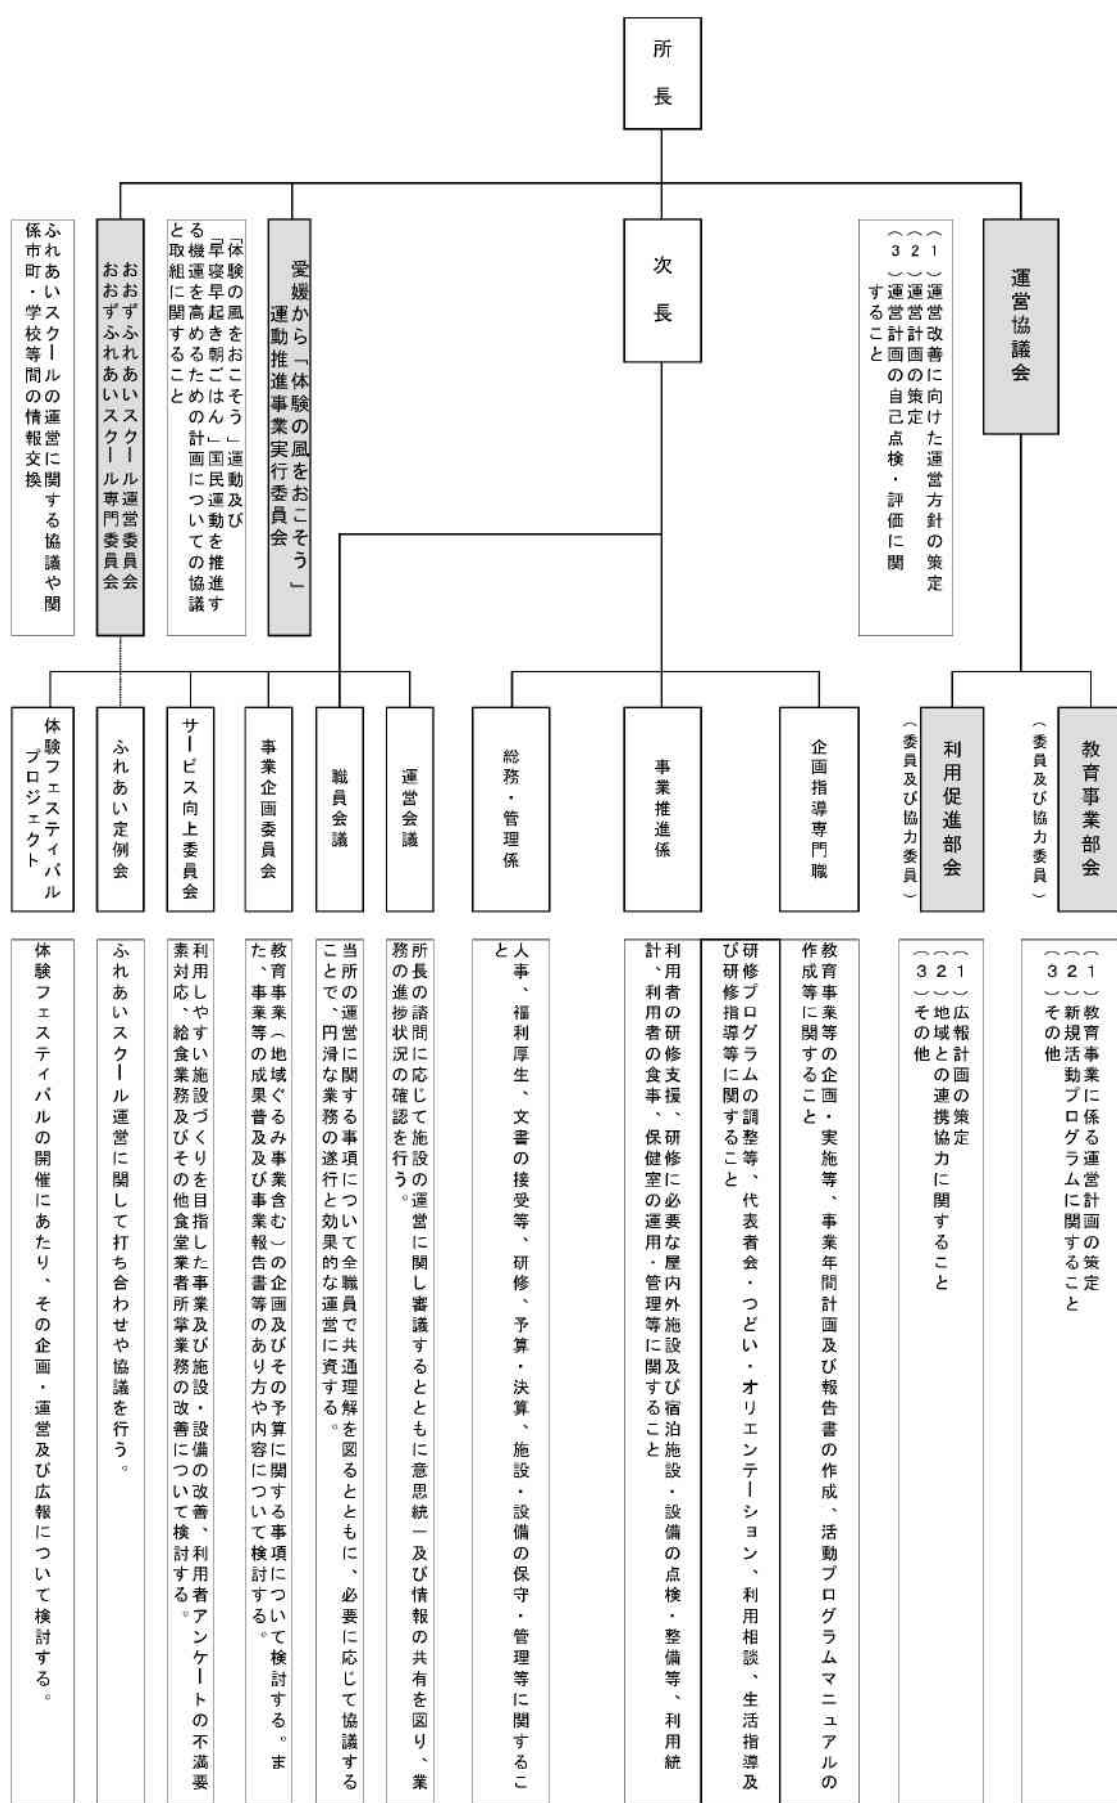 所長
運営協議会
（１）運営改善に向けた運営方針の策定
（２）運営計画の策定
（３）運営計画の自己点検・評価に関
すること
次長
愛媛から「体験の風をおこそう」
運動推進事業実行委員会
「体験の風をおこそう」運動及び
「早寝早起き朝ごはん」国民運動を推進す
る機運を高めるための計画についての協議
と取組に関すること
おおずふれあいスクール運営委員会
おおずふれあいスクール専門委員会
ふれあいスクールの運営に関する協議や関
係市町・学校等間の情報交換
教育事業部会
（委員及び協力委員）
利用促進部会
（委員及び協力委員）
企画指導専門職
事業推進係
総務・管理係
運営会議
職員会議
事業企画委員会
サービス向上委員会
ふれあい定例会
体験フェスティバル
プロジェクト
（１）教育事業に係る運営計画の策定
（２）新規活動プログラムに関すること
（３）その他
（１）広報計画の策定
（２）地域との連携協力に関すること
（３）その他
教育事業等の企画・実施等、事業年間計画及び報告書の作成、活動プログラムマニュアルの
作成等に関すること
研修プログラムの調整等、代表者会・つどい・オリエンテーション、利用相談、生活指導及
び研修指導等に関すること
利用者の研修支援、研修に必要な屋内外施設及び宿泊施設・設備の点検・整備等、利用統
計、利用者の食事、保健室の運用・管理等に関すること
人事、福利厚生、文書の接受等、研修、予算・決算、施設・設備の保守・管理等に関するこ
と
所長の諮問に応じて施設の運営に関し審議するとともに意思統一及び情報の共有を図り、業
務の進捗状況の確認を行う。
当所の運営に関する事項について全職員で共通理解を図るとともに、必要に応じて協議する
ことで、円滑な業務の遂行と効果的な運営に資する。
教育事業（地域ぐるみ事業含む）の企画及びその予算に関する事項について検討する。ま
た、事業等の成果普及及び事業報告書等のあり方や内容について検討する。
利用しやすい施設づくりを目指した事業及び施設・設備の改善、利用者アンケートの不満要
素対応、給食業務及びその他食堂業者所掌業務の改善について検討する。
ふれあいスクール運営に関して打ち合わせや協議を行う。
体験フェスティバルの開催にあたり、その企画・運営及び広報について検討する。